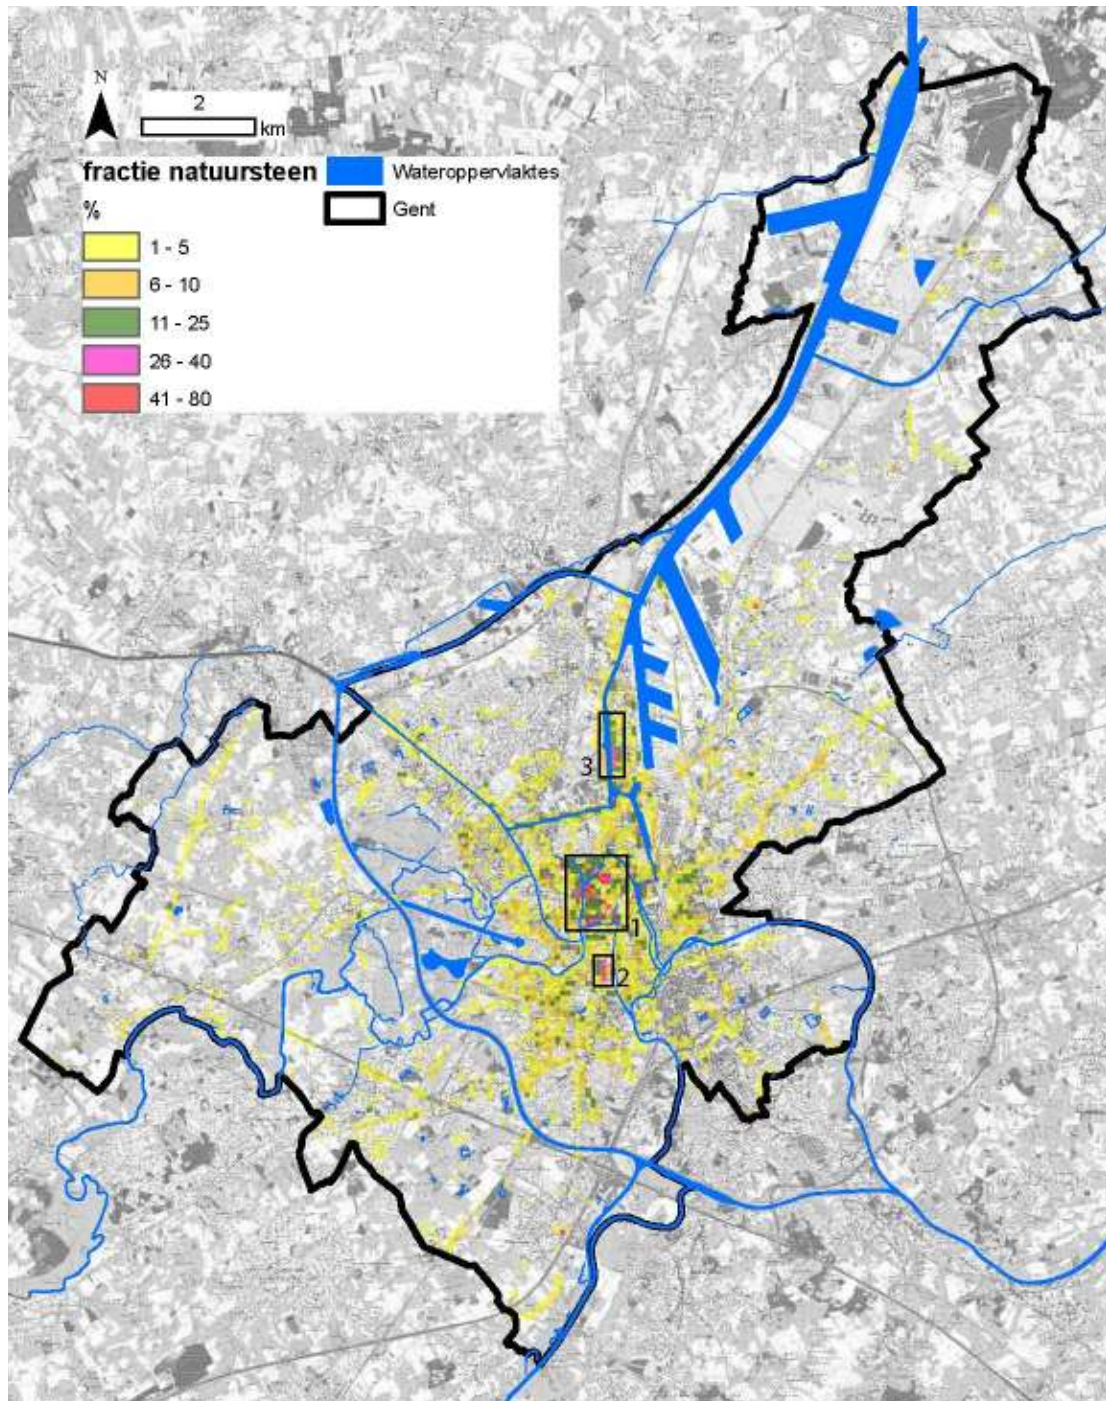 N
2
km
fractie natuursteen
%
1 - 5
6 - 10
11 - 25
26 - 40
41 - 80
Wateroppervlaktes
Gent
3
1
2